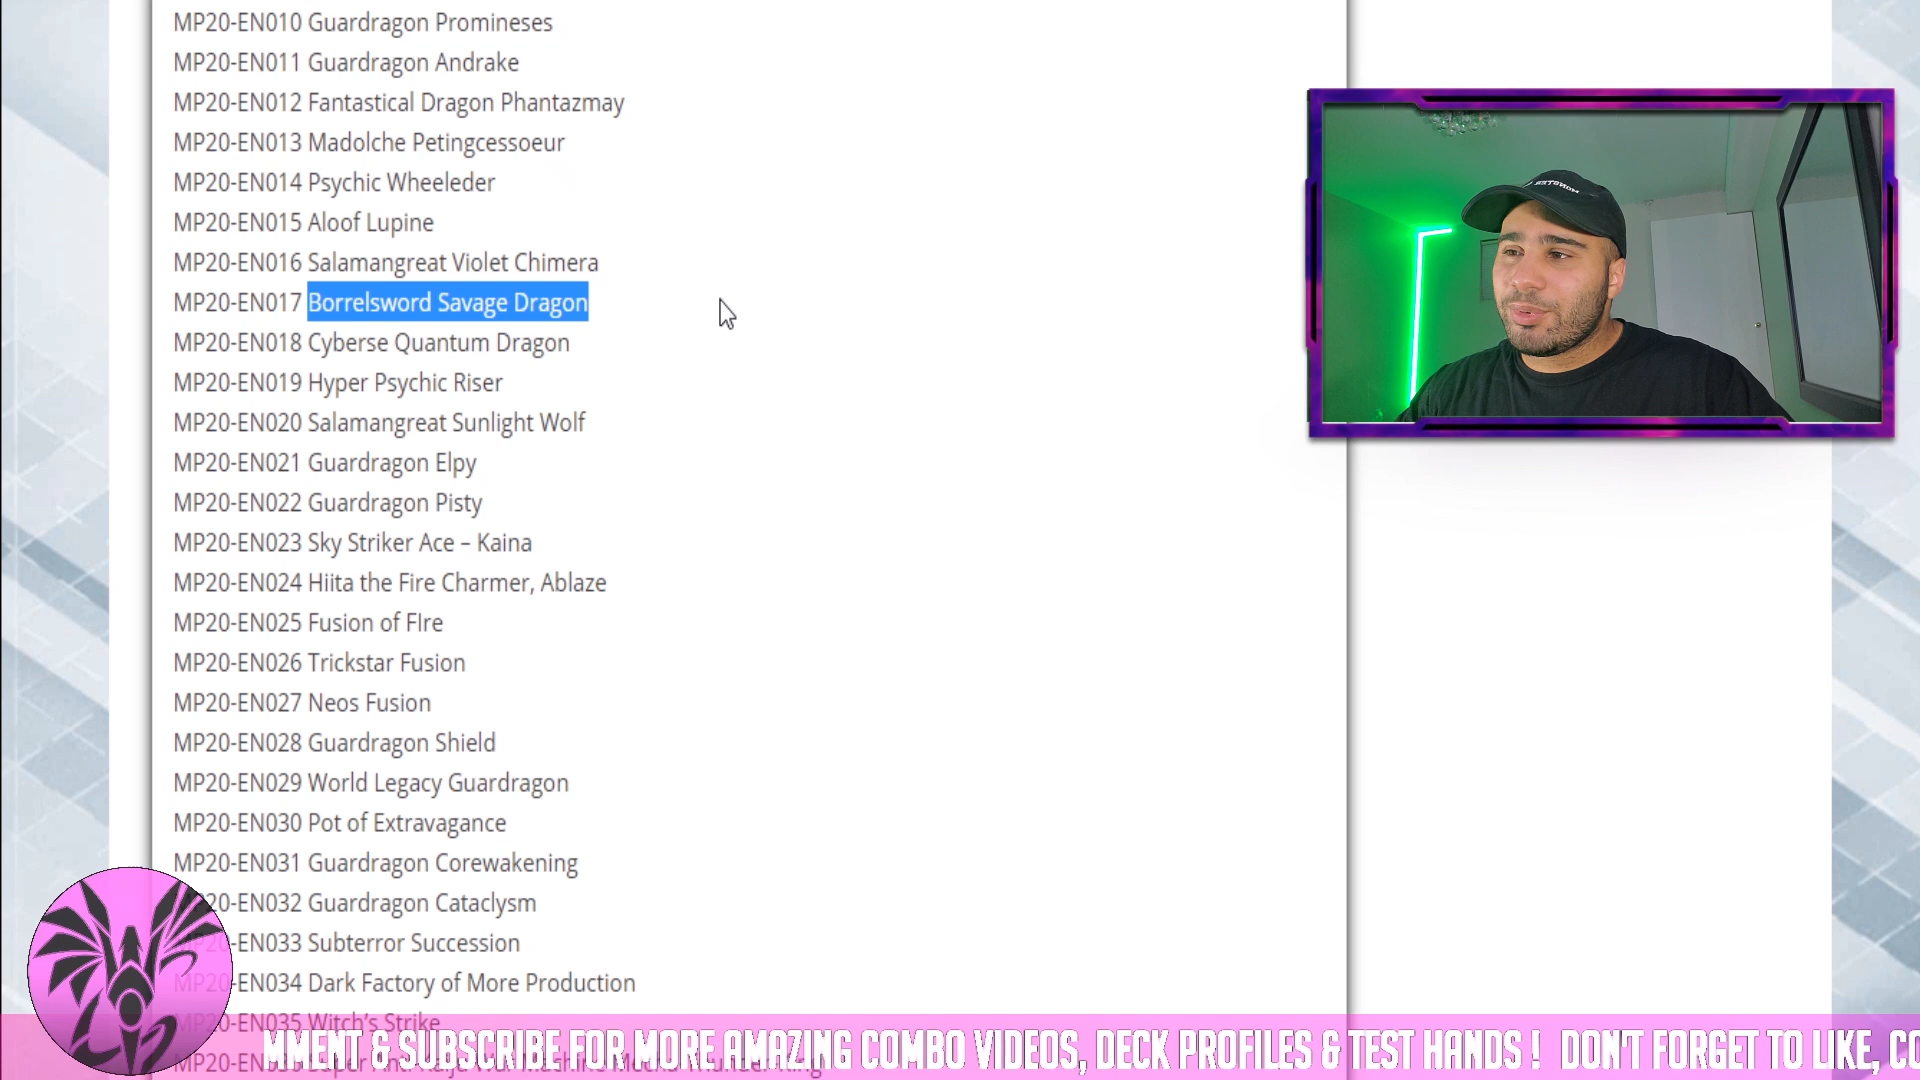 MP20-EN010 Guardragon Promineses
MP20-EN011 Guardragon Andrake
MP20-EN012 Fantastical Dragon Phantazmay
MP20-EN013 Madolche Petingcessoeur
MP20-EN014 Psychic Wheeleder
MP20-EN015 Aloof Lupine
MP20-EN016 Salamangreat Violet Chimera
MP20-EN017 Borrelsword Savage Dragon
MP20-EN018 Cyberse Quantum Dragon
MP20-EN019 Hyper Psychic Riser
MP20-EN020 Salamangreat Sunlight Wolf
MP20-EN021 Guardragon Elpy
MP20-EN022 Guardragon Pisty
MP20-EN023 Sky Striker Ace – Kaina
MP20-EN024 Hiita the Fire Charmer, Ablaze
MP20-EN025 Fusion of FIre
MP20-EN026 Trickstar Fusion
MP20-EN027 Neos Fusion
MP20-EN028 Guardragon Shield
MP20-EN029 World Legacy Guardragon
MP20-EN030 Pot of Extravagance
MP20-EN031 Guardragon Corewakening
MP20-EN032 Guardragon Cataclysm
MP20-EN033 Subterror Succession
MP20-EN034 Dark Factory of More Production
MP20-EN035 Witch's Strike
MMENT & SUBSCRIBE FOR MORE AMAZING COMBO VIDEOS, DECK PROFILES & TEST HANDS ! DON'T FORGET TO LIKE, CO